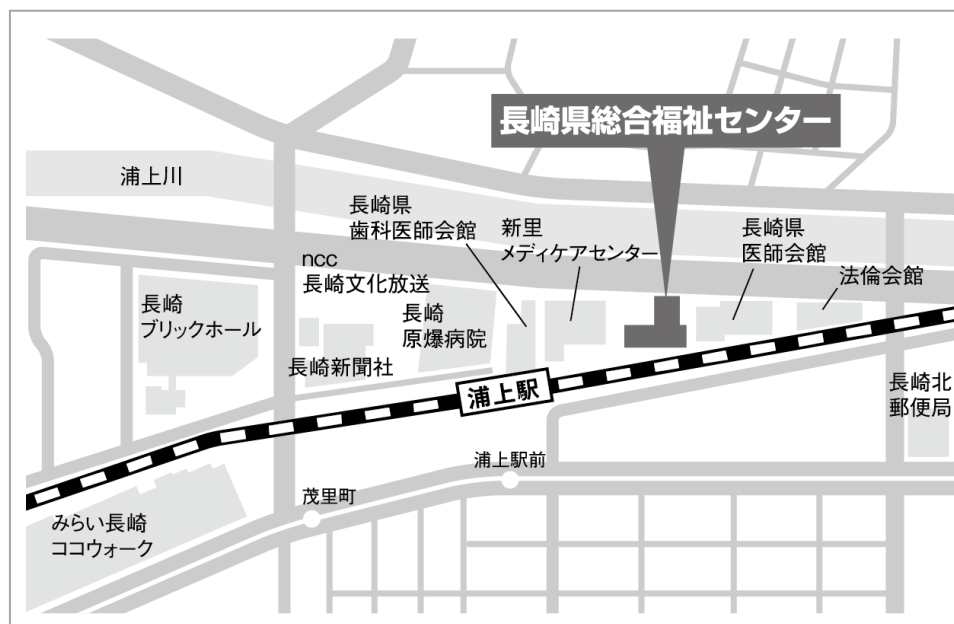 長崎県総合福祉センター
浦上川
長崎県
歯科医師会館
新里
メディケアセンター
長崎県
医師会館
法倫会館
ncc
長崎文化放送
長崎
ブリックホール
長崎
原爆病院
長崎新聞社
浦上駅
長崎北
郵便局
浦上駅前
茂里町
みらい長崎
ココウォーク